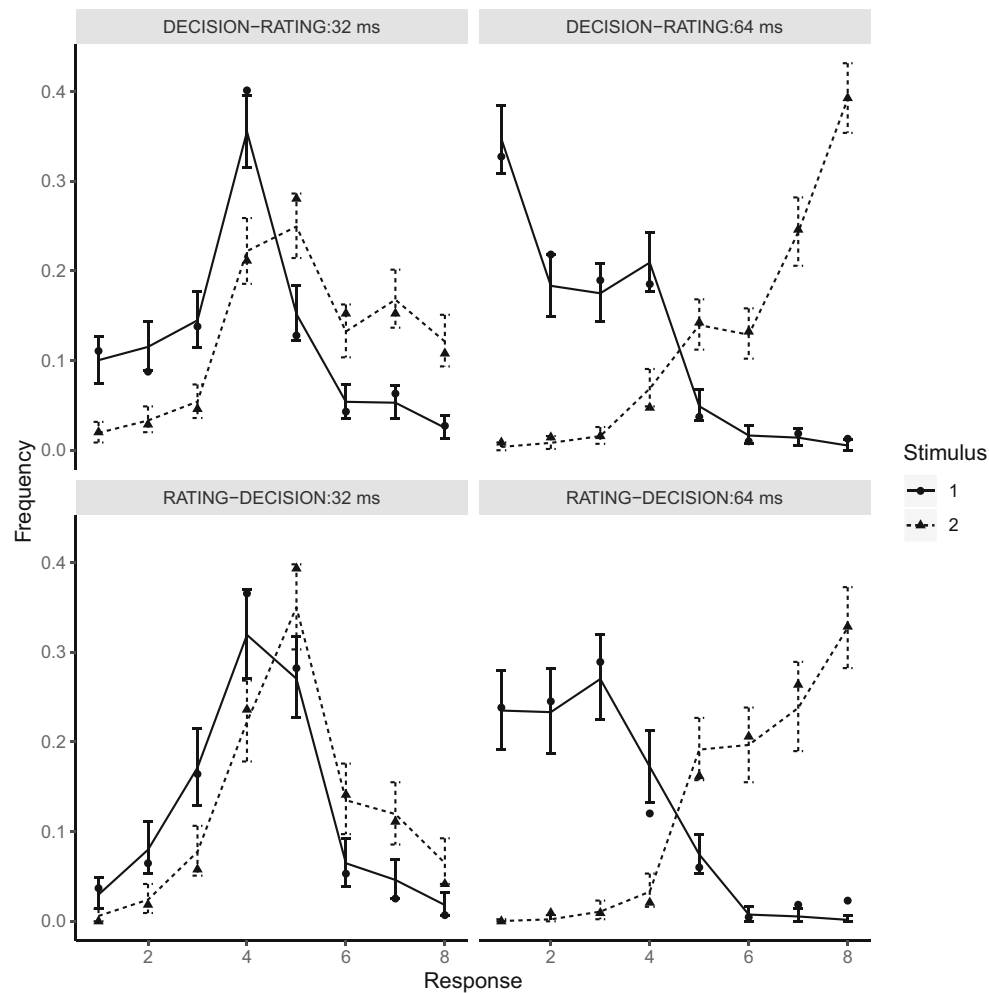 DECISION−RATING:32 ms
DECISION−RATING:64 ms
0.4
0.3
0.2
0.1
0.0
Frequency
RATING−DECISION:32 ms
RATING−DECISION:64 ms
0.4
0.3
0.2
0.1
0.0
2
4
6
8
2
4
6
8
Response
Stimulus
1
2